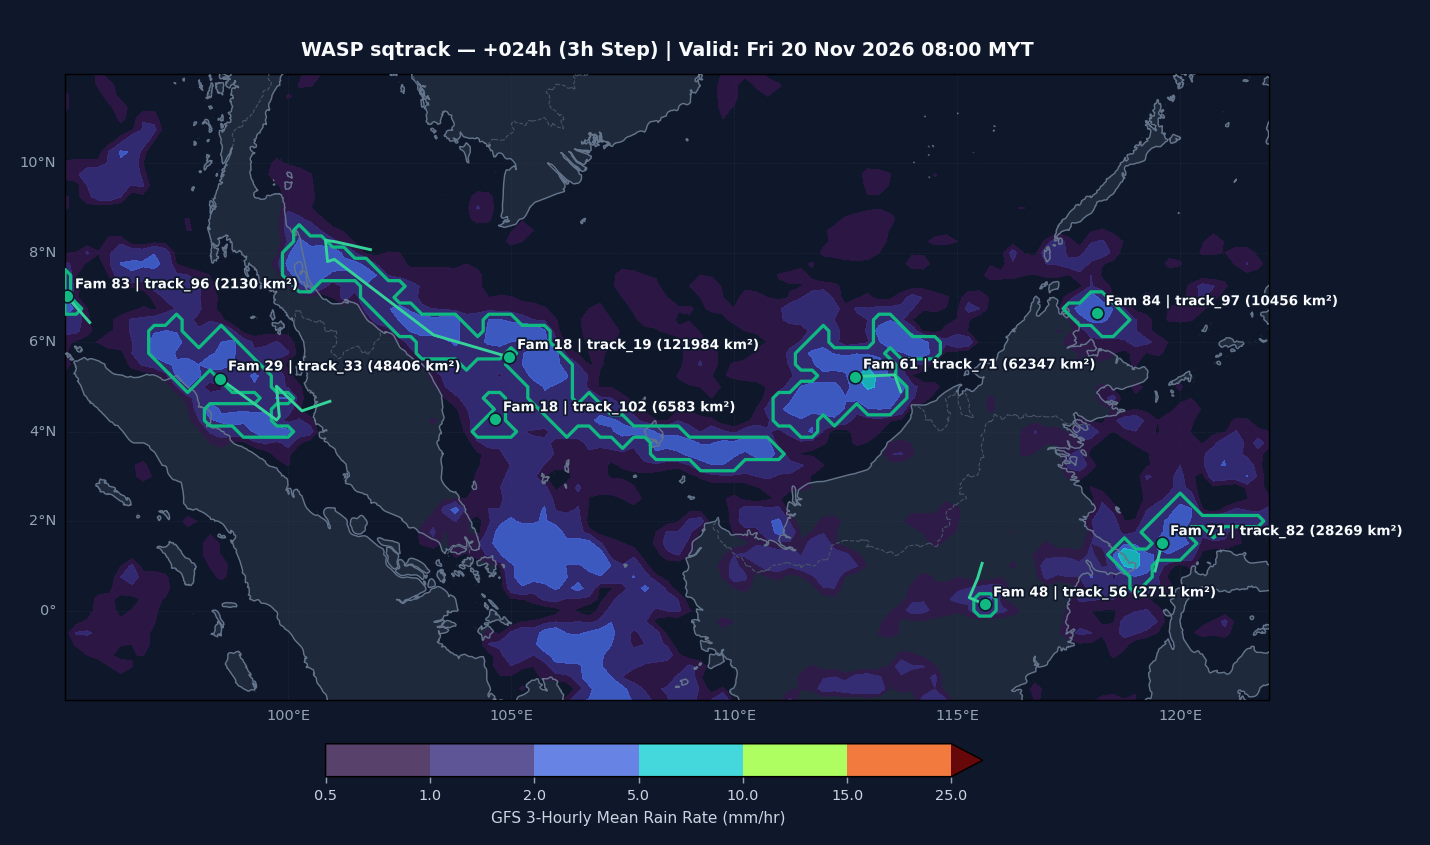 WASP sqtrack — +024h (3h Step) | Valid: Fri 20 Nov 2026 08:00 MYT
10°N
8°N
Fam 83 | track_96 (2130 km²)
Fam 84 | track_97 (10456 km²)
6°N
Fam 18 | track_19 (121984 km²)
Fam 29 | track_33 (48406 km²)
Fam 61 | track_71 (62347 km²)
Fam 18 | track_102 (6583 km²)
4°N
2°N
Fam 71 | track_82 (28269 km²)
Fam 48 | track_56 (2711 km²)
0°
100°E 105°E 110°E 115°E 120°E
0.5 1.0 2.0 5.0 10.0 15.0 25.0
GFS 3-Hourly Mean Rain Rate (mm/hr)